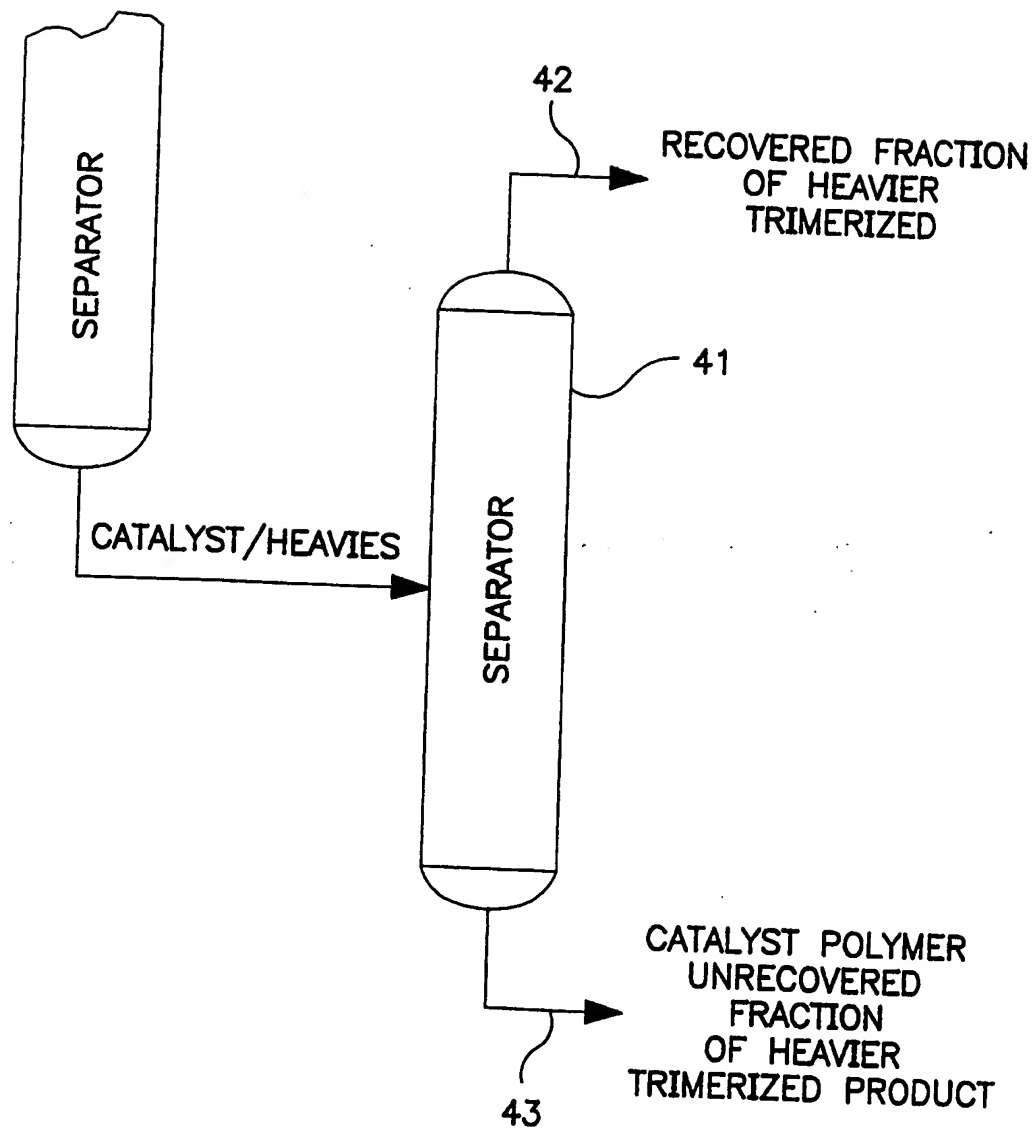 42
RECOVERED FRACTION
OF HEAVIER
TRIMERIZED
SEPARATOR
41
CATALYST/HEAVIES
SEPARATOR
CATALYST POLYMER
UNRECOVERED
FRACTION
OF HEAVIER
TRIMERIZED PRODUCT
43